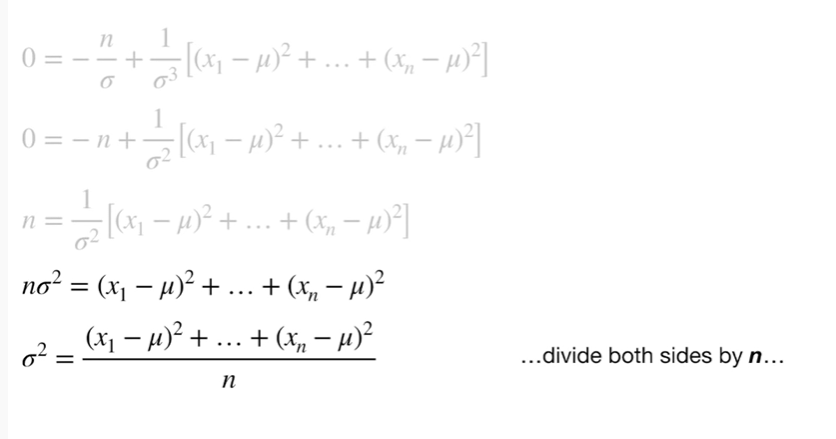 0 = − n/σ + 1/σ³ [(x₁ − μ)² + … + (xₙ − μ)²]
0 = − n + 1/σ² [(x₁ − μ)² + … + (xₙ − μ)²]
n = 1/σ² [(x₁ − μ)² + … + (xₙ − μ)²]
nσ² = (x₁ − μ)² + … + (xₙ − μ)²
σ² = (x₁ − μ)² + … + (xₙ − μ)² / n …divide both sides by n…